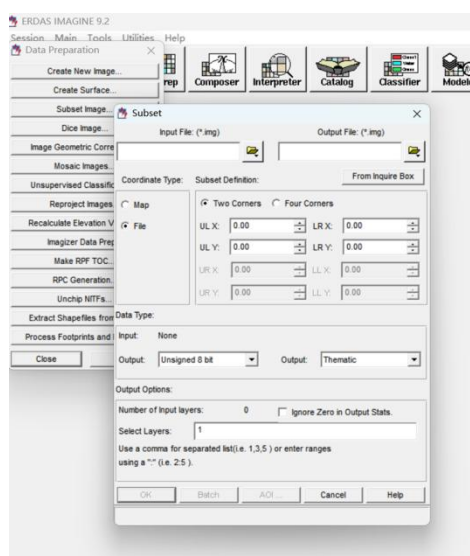 ERDAS IMAGINE 9.2
Session Main Tools Utilities Help
Data Preparation
Create New Image...
Create Surface...
Subset Image...
Dice Image...
Image Geometric Corre
Mosaic Images...
Unsupervised Classific
Reproject Images
Recalculate Elevation V
Imagizer Data Prep
Make RPF TOC...
RPC Generation.
Unchip NITFs...
Extract Shapefiles from
Process Footprints and
Close
rep Composer Interpreter Catalog Classifier Model
Subset
Input File: (*.img) Output File: (*.img)
Coordinate Type: Subset Definition: From Inquire Box
Map
File
Two Corners Four Corners
UL X: 0.00 LR X: 0.00
UL Y: 0.00 LR Y: 0.00
UR X: 0.00 LL X: 0.00
UR Y: 0.00 LL Y: 0.00
Data Type:
Input: None
Output: Unsigned 8 bit Output: Thematic
Output Options:
Number of Input layers: 0 Ignore Zero in Output Stats.
Select Layers: 1
Use a comma for separated list(i.e. 1,3,5 ) or enter ranges
using a ":" (i.e. 2:5 ).
OK Batch AOI ... Cancel Help